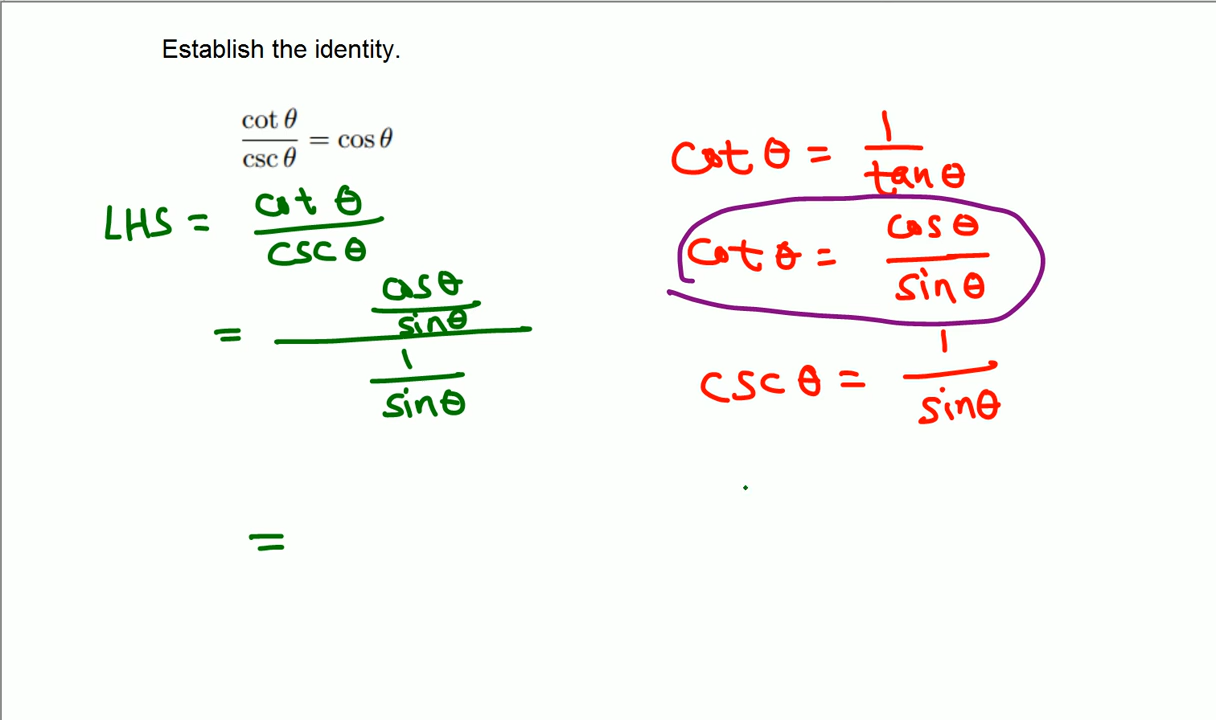 Establish the identity.
cot θ / csc θ = cos θ
LHS = cot θ / csc θ
= (cos θ / sin θ) / (1 / sin θ)
=
cot θ = 1 / tan θ
cot θ = cos θ / sin θ
csc θ = 1 / sin θ